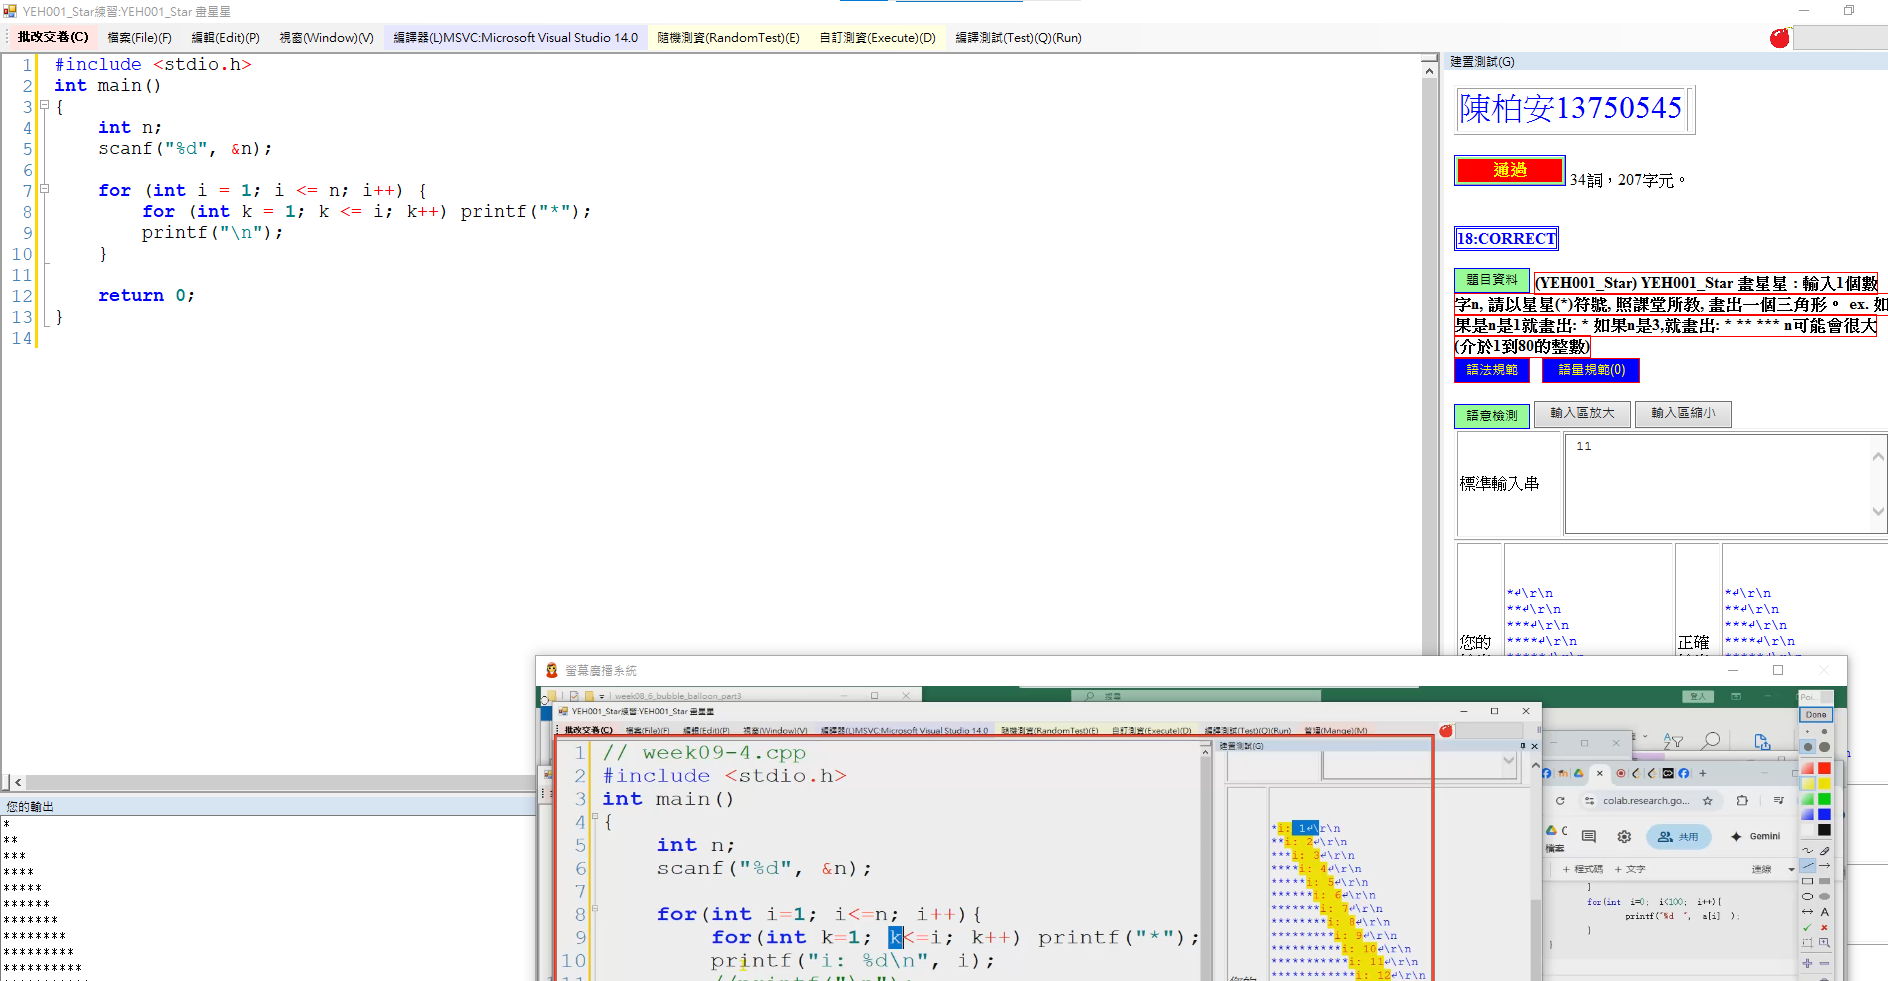 YEH001_Star練習:YEH001_Star 畫星星
批改交卷(C) 檔案(File)(F) 編輯(Edit)(P) 視窗(Window)(V) 編譯器(L)MSVC:Microsoft Visual Studio 14.0 隨機測資(RandomTest)(E) 自訂測資(Execute)(D) 編譯測試(Test)(Q)(Run)
1 #include <stdio.h>
2 int main()
3 {
4 int n;
5 scanf("%d", &n);
6
7 for (int i = 1; i <= n; i++) {
8 for (int k = 1; k <= i; k++) printf("*");
9 printf("\n");
10 }
11
12 return 0;
13 }
14
建置測試(G)
陳柏安13750545
通過 34詞，207字元。
18:CORRECT
題目資料 (YEH001_Star) YEH001_Star 畫星星 : 輸入1個數
字n, 請以星星(*)符號, 照課堂所教, 畫出一個三角形。 ex. 如
果是n是1就畫出: * 如果n是3,就畫出: * ** *** n可能會很大
(介於1到80的整數)
語法規範 語量規範(0)
語意檢測 輸入區放大 輸入區縮小
標準輸入串 11
*↲\r\n *↲\r\n
**↲\r\n **↲\r\n
***↲\r\n ***↲\r\n
您的 ****↲\r\n 正確 ****↲\r\n
您的輸出
*
**
***
****
*****
******
*******
********
*********
**********
螢幕廣播系統
week08_6_bubble_balloon_part3 搜尋 登入
YEH001_Star練習:YEH001_Star 畫星星
批改交卷(C) 檔案(File)(F) 編輯(Edit)(P) 視窗(Window)(V) 編譯器(L)MSVC:Microsoft Visual Studio 14.0 隨機測資(RandomTest)(E) 自訂測資(Execute)(D) 編譯測試(Test)(Q)(Run) 管理(Mange)(M)
1 // week09-4.cpp
2 #include <stdio.h>
3 int main()
4 {
5 int n;
6 scanf("%d", &n);
7
8 for(int i=1; i<=n; i++){
9 for(int k=1; k<=i; k++) printf("*");
10 printf("i: %d\n", i);
11 //printf("\n");
建置測試(G)
*i: 1↲\r\n
**i: 2↲\r\n
***i: 3↲\r\n
****i: 4↲\r\n
*****i: 5↲\r\n
******i: 6↲\r\n
*******i: 7↲\r\n
********i: 8↲\r\n
*********i: 9↲\r\n
**********i: 10↲\r\n
***********i: 11↲\r\n
************i: 12↲\r\n
您的
Done
colab.research.go...
檔案 共用 Gemini
+ 程式碼 + 文字 連線
}
for(int i=0; i<100; i++){
printf("%d ", a[i] );
}
}